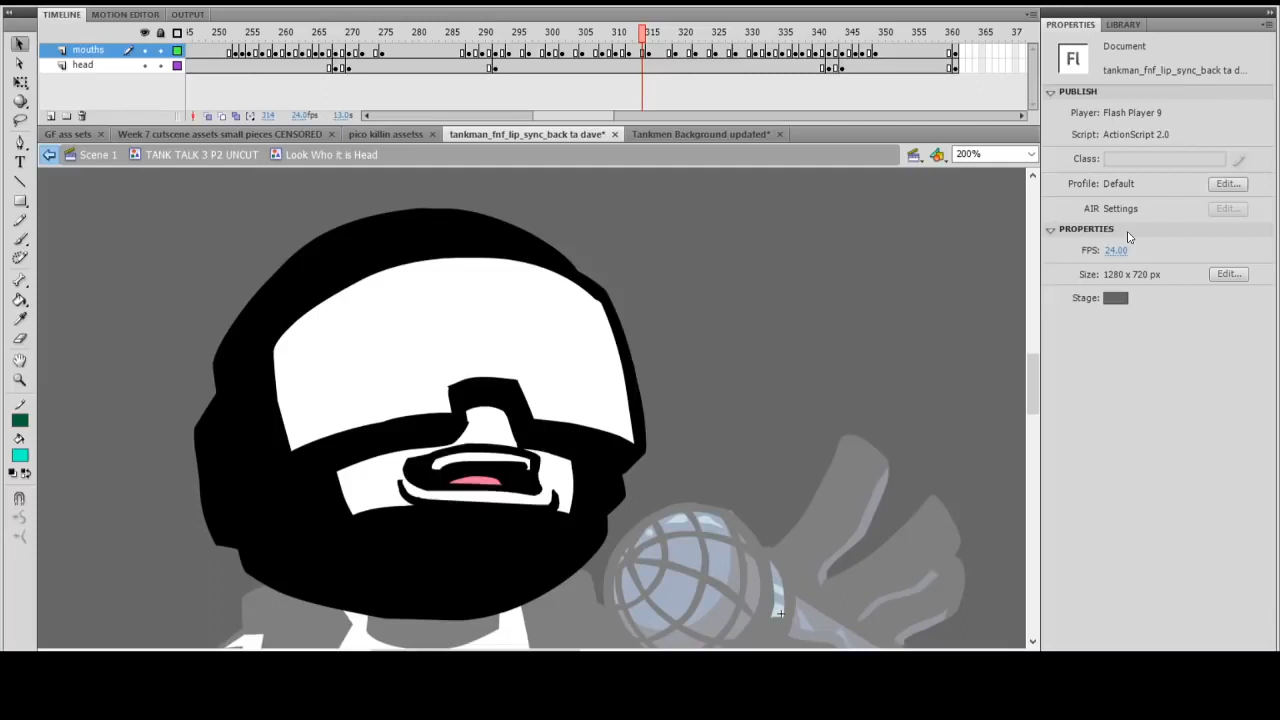 TIMELINE MOTION EDITOR OUTPUT
PROPERTIES LIBRARY
250 255 260 265 270 275 280 285 290 295 300 305 310 315 320 325 330 335 340 345 350 355 360 365 37
mouths
head
314 24.0fps 13.0s
GF ass sets Week 7 cutscene assets small pieces CENSORED pico killin assetss tankman_fnf_lip_sync_back ta dave* Tankmen Background updated*
Scene 1 TANK TALK 3 P2 UNCUT Look Who it is Head 200%
Fl
Document
tankman_fnf_lip_sync_back ta d...
PUBLISH
Player: Flash Player 9
Script: ActionScript 2.0
Class:
Profile: Default Edit...
AIR Settings Edit...
PROPERTIES
FPS: 24.00
Size: 1280 x 720 px Edit...
Stage:
T